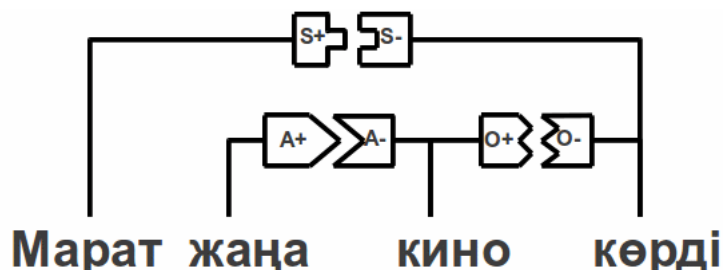 S+ S-
A+ A- O+ O-
Марат жаңа кино көрді